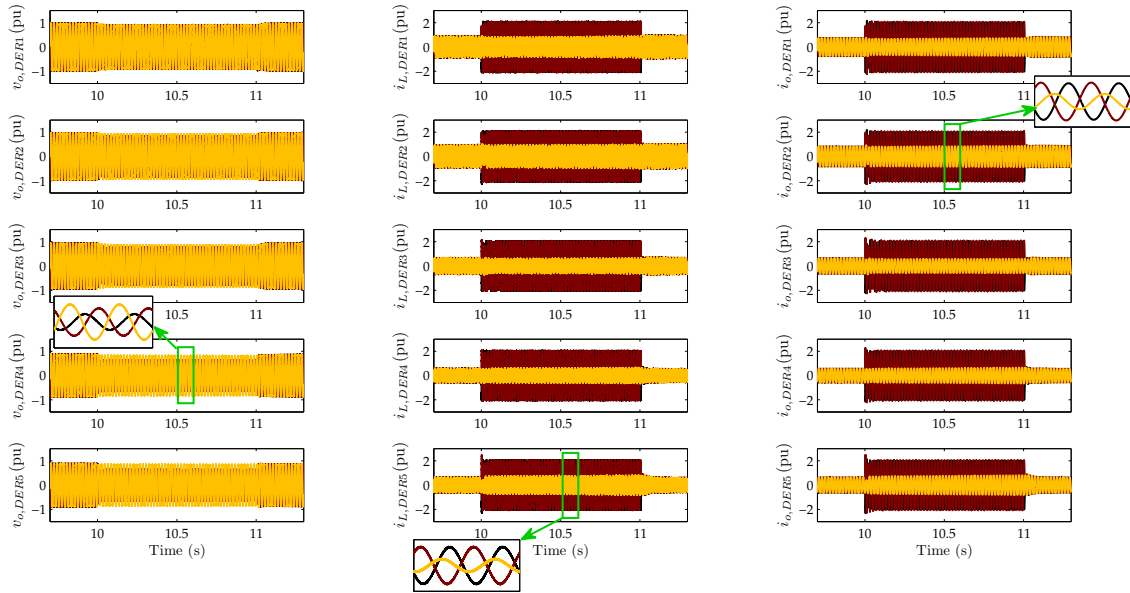 v_{o,DER1} (pu)
1
0
−1
10 10.5 11
i_{L,DER1} (pu)
2
0
−2
10 10.5 11
i_{o,DER1} (pu)
2
0
−2
10 10.5 11
v_{o,DER2} (pu)
1
0
−1
10 10.5 11
i_{L,DER2} (pu)
2
0
−2
10 10.5 11
i_{o,DER2} (pu)
2
0
−2
10 10.5 11
v_{o,DER3} (pu)
1
0
−1
10 10.5 11
i_{L,DER3} (pu)
2
0
−2
10 10.5 11
i_{o,DER3} (pu)
2
0
−2
10 10.5 11
v_{o,DER4} (pu)
1
0
−1
10 10.5 11
i_{L,DER4} (pu)
2
0
−2
10 10.5 11
i_{o,DER4} (pu)
2
0
−2
10 10.5 11
v_{o,DER5} (pu)
1
0
−1
10 10.5 11
Time (s)
i_{L,DER5} (pu)
2
0
−2
10 10.5 11
Time (s)
i_{o,DER5} (pu)
2
0
−2
10 10.5 11
Time (s)